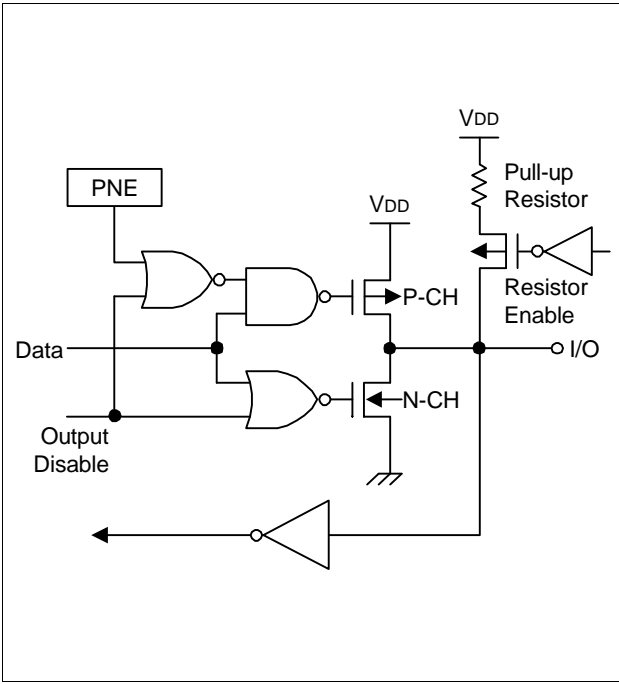 VDD
Pull-up
Resistor
PNE
VDD
P-CH
Resistor
Enable
Data
I/O
N-CH
Output
Disable